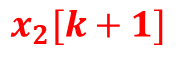 x₂[k + 1]